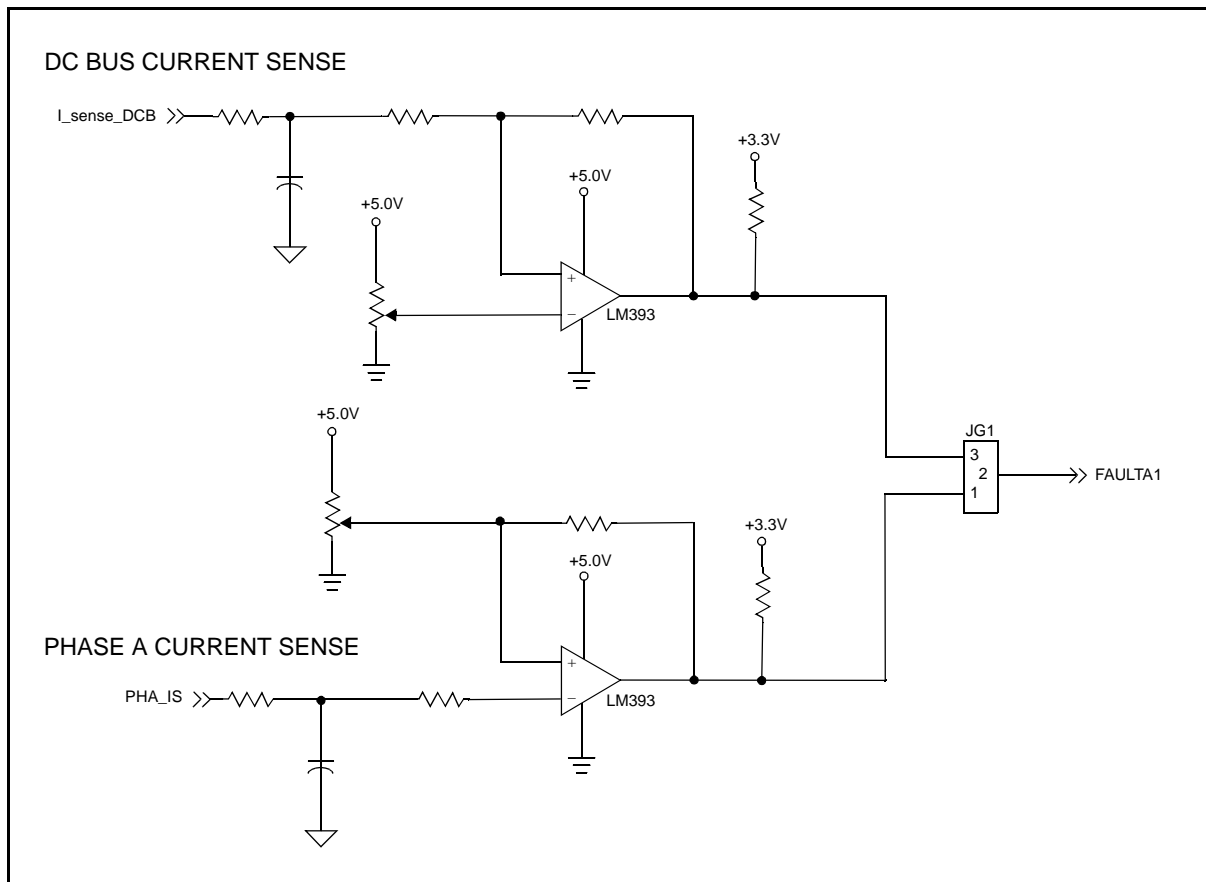 DC BUS CURRENT SENSE
I_sense_DCB
+3.3V
+5.0V
+5.0V
+
−
LM393
+5.0V
JG1
3
2
1
FAULTA1
+3.3V
+5.0V
PHASE A CURRENT SENSE
+
−
LM393
PHA_IS